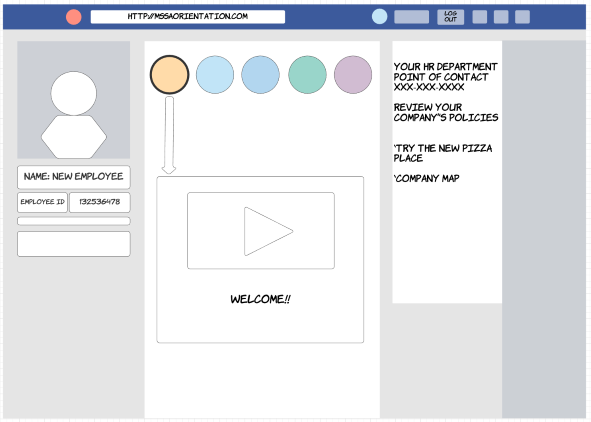 HTTP://MSSAORIENTATION.COM
LOG
OUT
YOUR HR DEPARTMENT
POINT OF CONTACT
XXX-XXX-XXXX
REVIEW YOUR
COMPANY"S POLICIES
'TRY THE NEW PIZZA
PLACE
'COMPANY MAP
NAME: NEW EMPLOYEE
EMPLOYEE ID
132536478
WELCOME!!